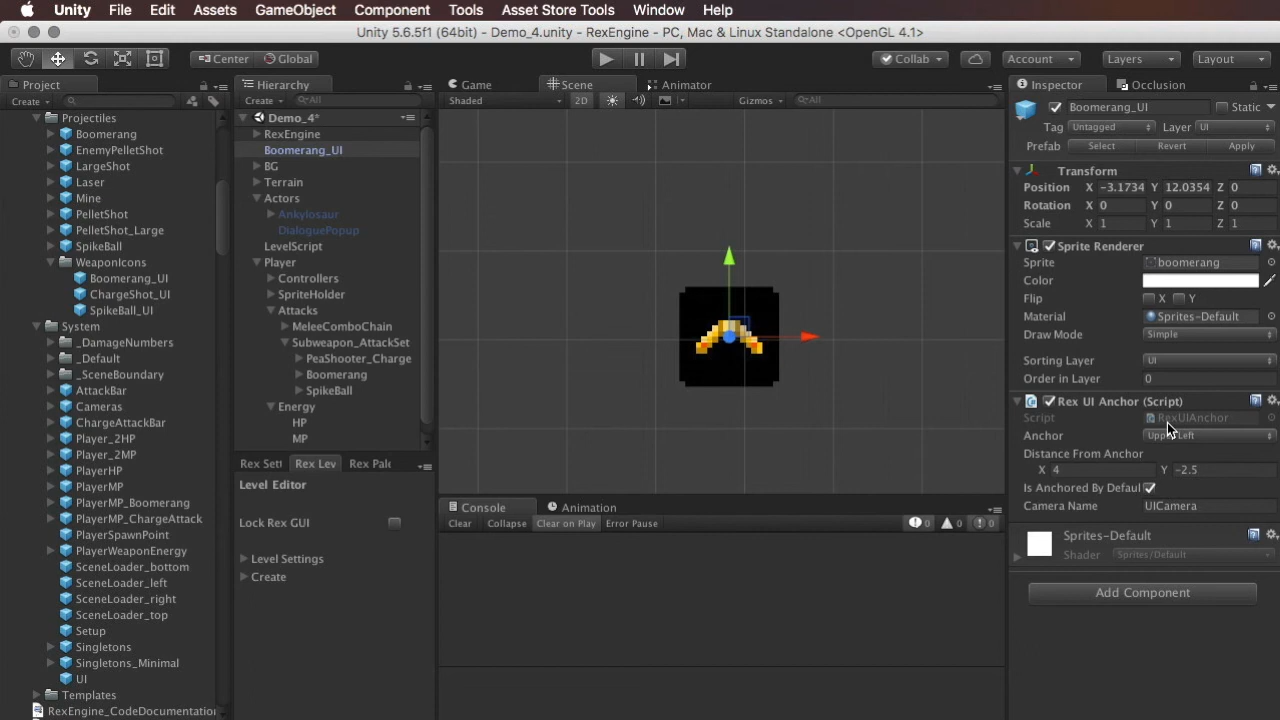 Unity File Edit Assets GameObject Component Tools Asset Store Tools Window Help
Unity 5.6.5f1 (64bit) - Demo_4.unity - RexEngine - PC, Mac & Linux Standalone <OpenGL 4.1>
Center Global Collab Account Layers Layout
Project
Create
Projectiles
Boomerang
EnemyPelletShot
LargeShot
Laser
Mine
PelletShot
PelletShot_Large
SpikeBall
WeaponIcons
Boomerang_UI
ChargeShot_UI
SpikeBall_UI
System
_DamageNumbers
_Default
_SceneBoundary
AttackBar
Cameras
ChargeAttackBar
Player_2HP
Player_2MP
PlayerHP
PlayerMP
PlayerMP_Boomerang
PlayerMP_ChargeAttack
PlayerSpawnPoint
PlayerWeaponEnergy
SceneLoader_bottom
SceneLoader_left
SceneLoader_right
SceneLoader_top
Setup
Singletons
Singletons_Minimal
UI
Templates
RexEngine_CodeDocumentatio
Hierarchy
Create All
Demo_4*
RexEngine
Boomerang_UI
BG
Terrain
Actors
Ankylosaur
DialoguePopup
LevelScript
Player
Controllers
SpriteHolder
Attacks
MeleeComboChain
Subweapon_AttackSet
PeaShooter_Charge
Boomerang
SpikeBall
Energy
HP
MP
Rex Set Rex Lev Rex Pale
Level Editor
Lock Rex GUI
Level Settings
Create
Game Scene Animator
Shaded 2D Gizmos All
Console Animation
Clear Collapse Clear on Play Error Pause 0 0 0
Inspector Occlusion
Boomerang_UI Static
Tag Untagged Layer UI
Prefab Select Revert Apply
Transform
Position X -3.1734 Y 12.0354 Z 0
Rotation X 0 Y 0 Z 0
Scale X 1 Y 1 Z 1
Sprite Renderer
Sprite boomerang
Color
Flip X Y
Material Sprites-Default
Draw Mode Simple
Sorting Layer UI
Order in Layer 0
Rex UI Anchor (Script)
Script RexUIAnchor
Anchor Left
Distance From Anchor
X 4 Y -2.5
Is Anchored By Defaul
Camera Name UICamera
Sprites-Default
Shader Sprites/Default
Add Component